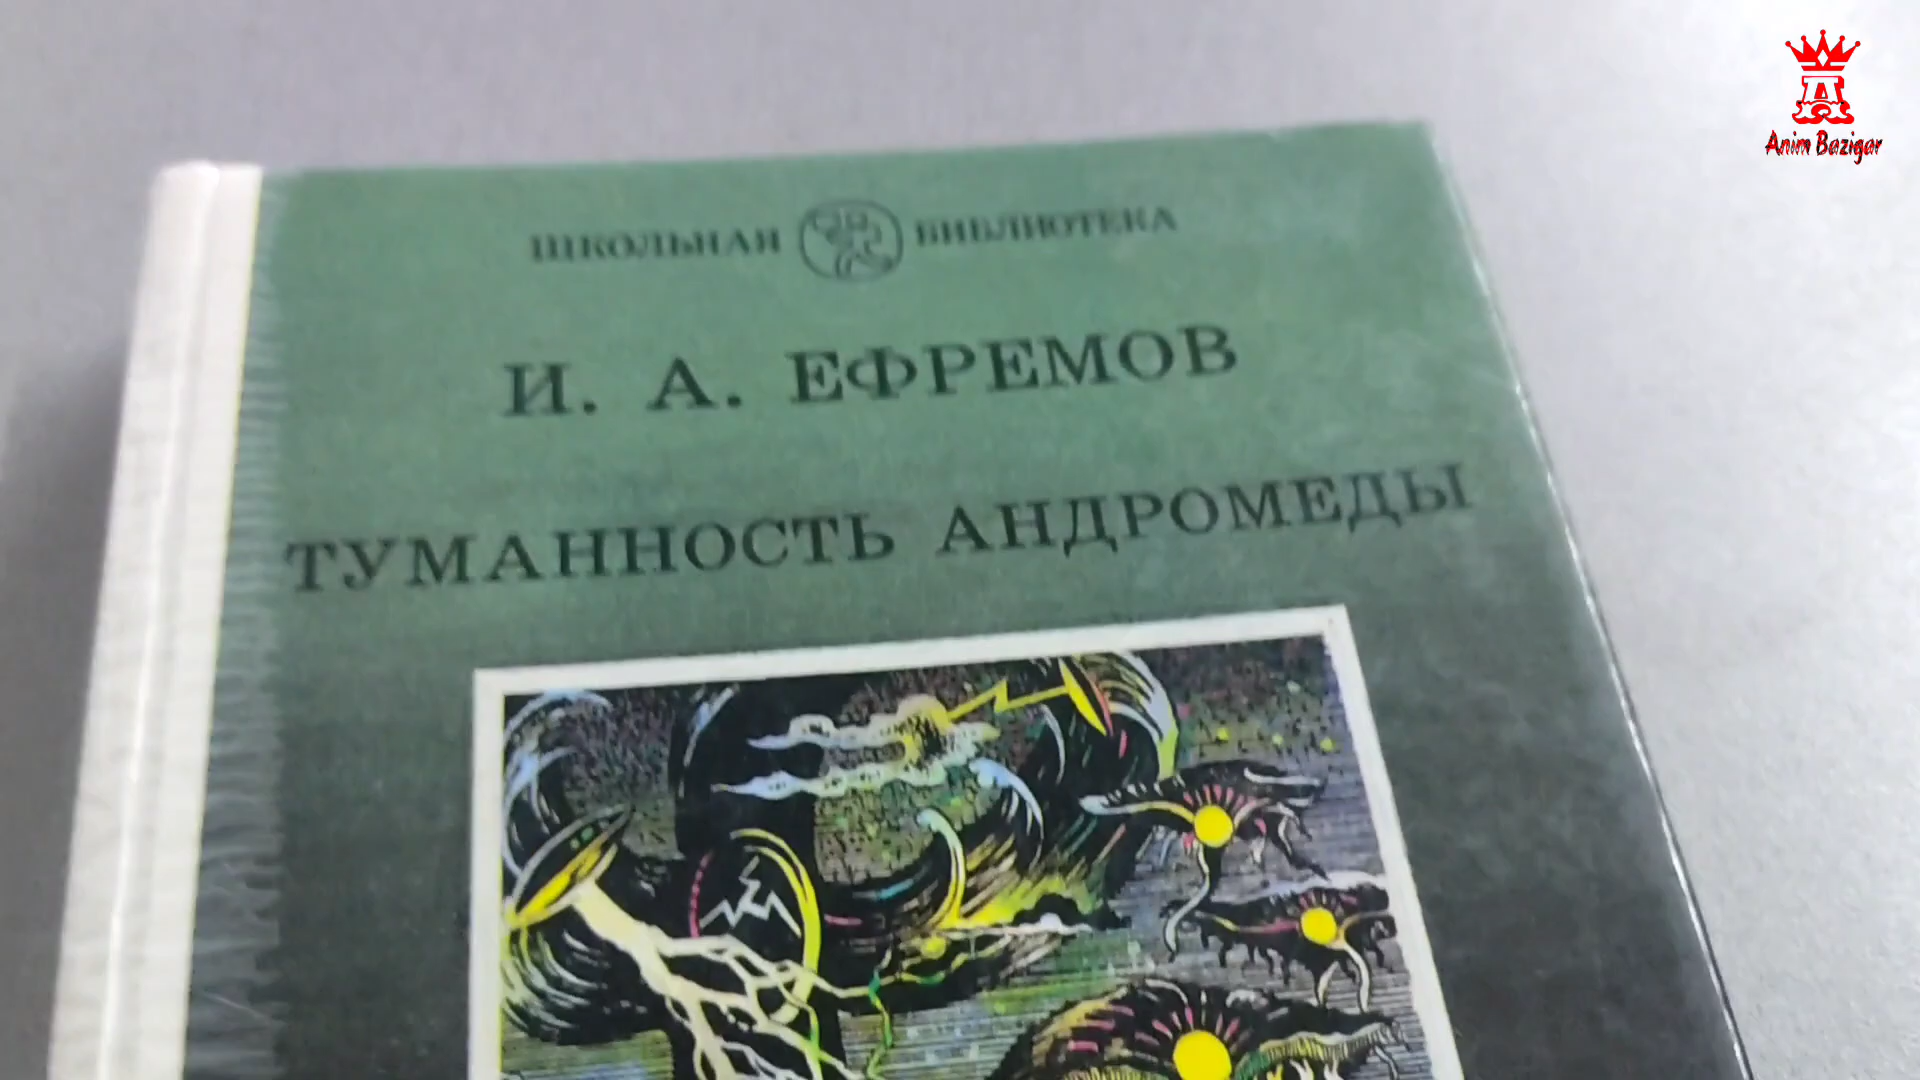 ШКОЛЬНАЯ БИБЛИОТЕКА
И. А. ЕФРЕМОВ
ТУМАННОСТЬ АНДРОМЕДЫ
A
Anim Bazigar